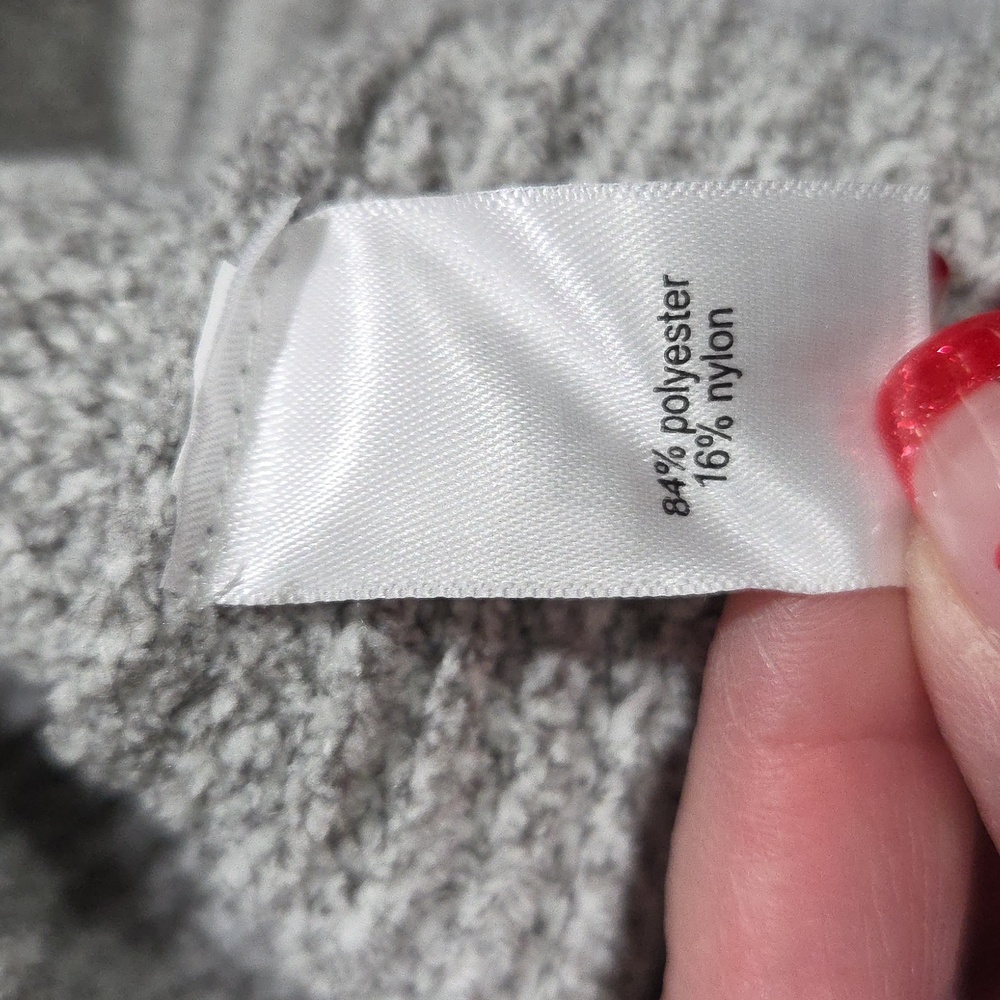 84% polyester
16% nylon